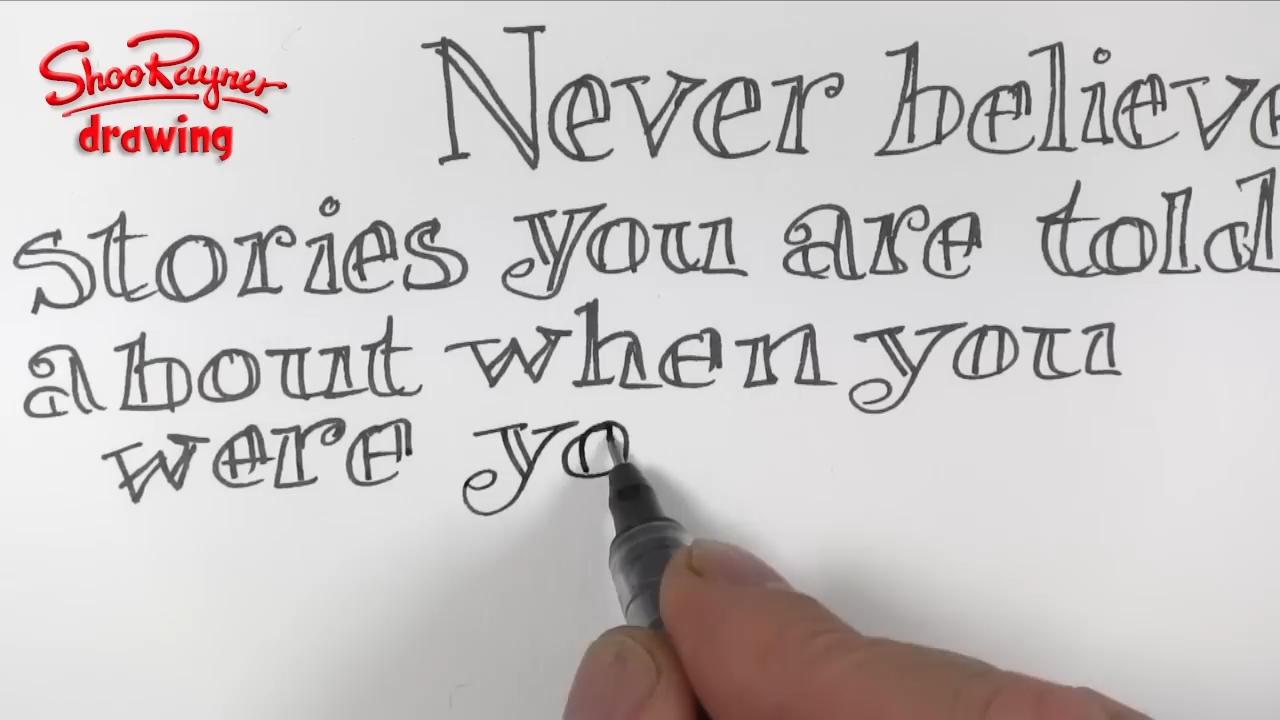 ShooRayner
drawing
Never believe
stories you are told
about when you
were yo